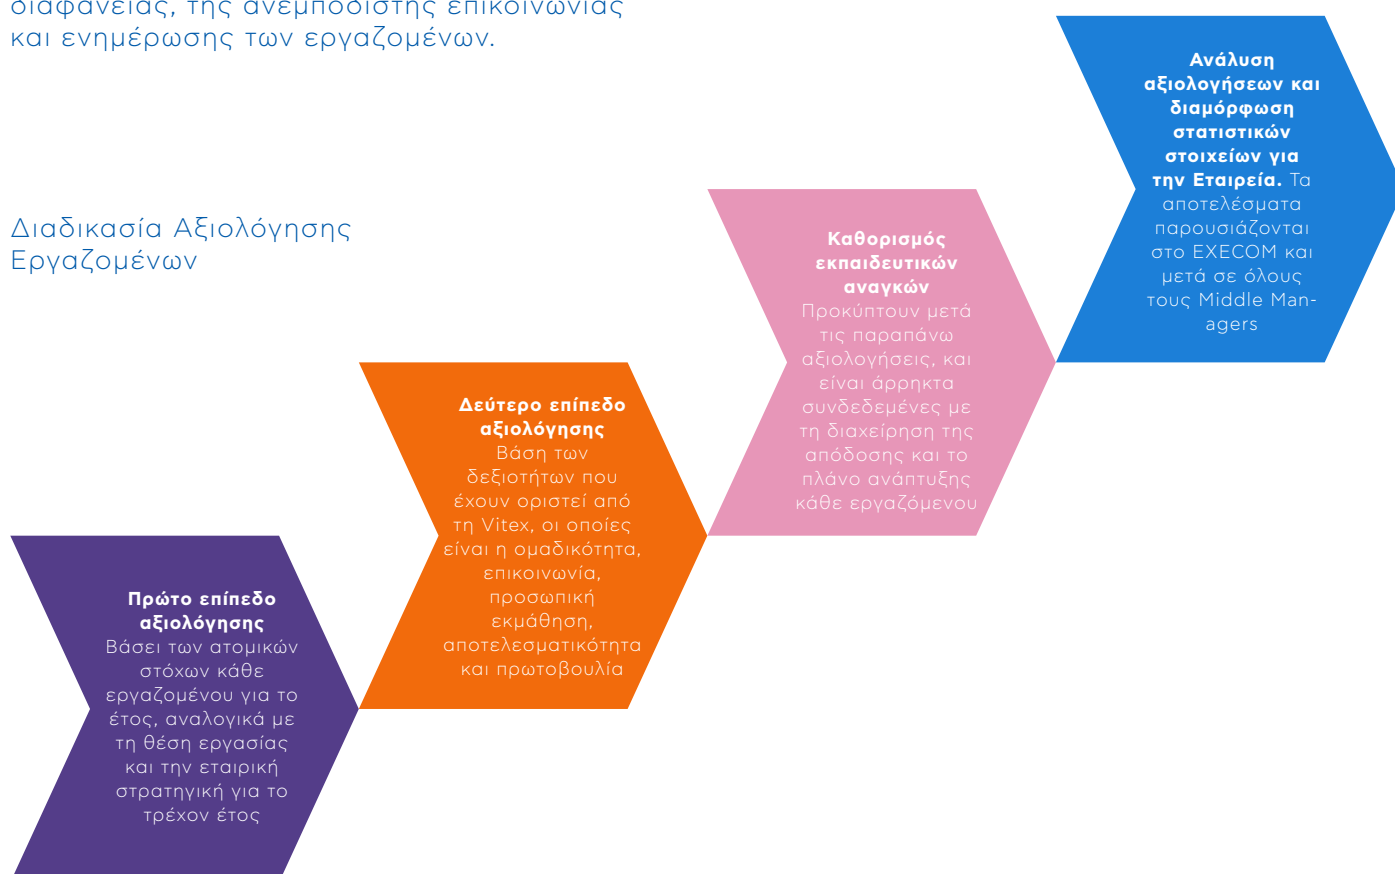 διαφάνειας, της ανεμπόδιστης επικοινωνίας
και ενημέρωσης των εργαζομένων.
Διαδικασία Αξιολόγησης
Εργαζομένων
Πρώτο επίπεδο
αξιολόγησης
Βάσει των ατομικών
στόχων κάθε
εργαζομένου για το
έτος, αναλογικά με
τη θέση εργασίας
και την εταιρική
στρατηγική για το
τρέχον έτος
Δεύτερο επίπεδο
αξιολόγησης
Βάση των
δεξιοτήτων που
έχουν οριστεί από
τη Vitex, οι οποίες
είναι η ομαδικότητα,
επικοινωνία,
προσωπική
εκμάθηση,
αποτελεσματικότητα
και πρωτοβουλία
Καθορισμός
εκπαιδευτικών
αναγκών
Προκύπτουν μετά
τις παραπάνω
αξιολογήσεις, και
είναι άρρηκτα
συνδεδεμένες με
τη διαχείρηση της
απόδοσης και το
πλάνο ανάπτυξης
κάθε εργαζόμενου
Ανάλυση
αξιολογήσεων και
διαμόρφωση
στατιστικών
στοιχείων για
την Εταιρεία. Τα
αποτελέσματα
παρουσιάζονται
στο EXECOM και
μετά σε όλους
τους Middle Man-
agers